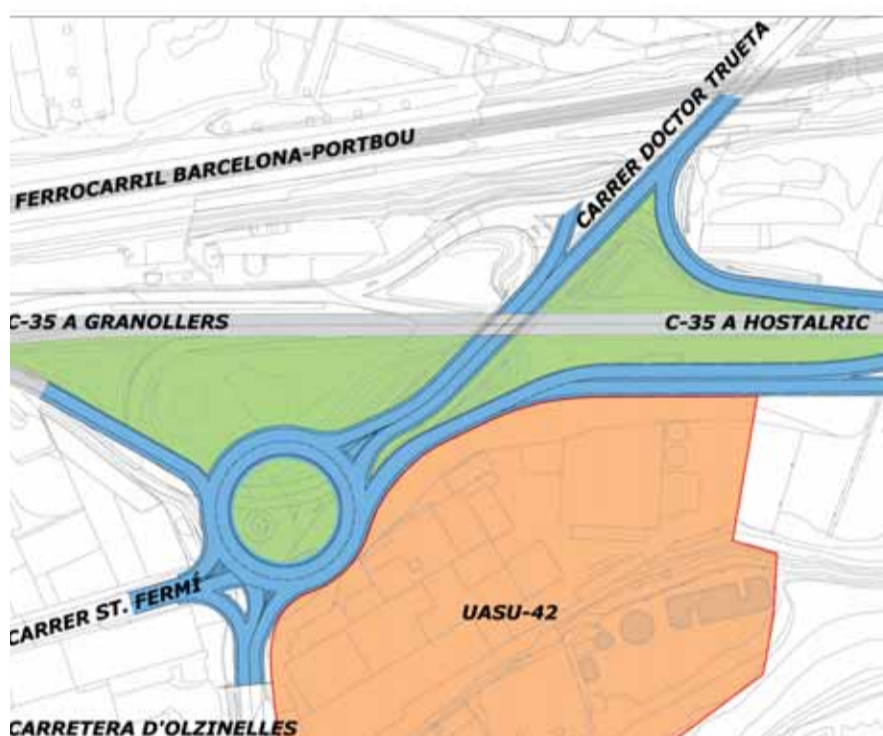 CARRER DOCTOR TRUETA
FERROCARRIL BARCELONA-PORTBOU
C-35 A GRANOLLERS
C-35 A HOSTALRIC
CARRER ST. FERMÍ
UASU-42
CARRETERA D'OLZINELLES